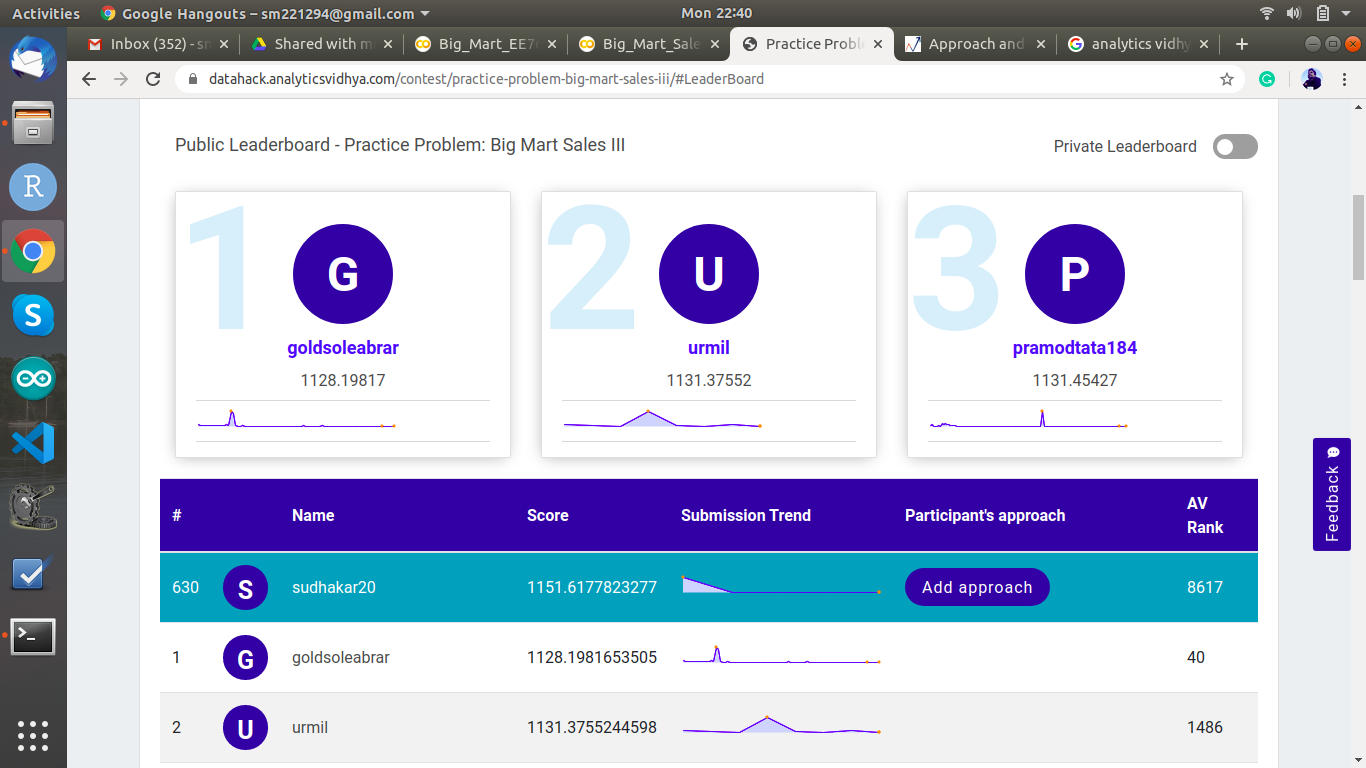 Activities
Google Hangouts – sm221294@gmail.com
Mon 22:40
Inbox (352) - sm
Shared with m
Big_Mart_EE7
Big_Mart_Sale
Practice Proble
Approach and
analytics vidhy
datahack.analyticsvidhya.com/contest/practice-problem-big-mart-sales-iii/#LeaderBoard
Public Leaderboard - Practice Problem: Big Mart Sales III
Private Leaderboard
1
G
goldsoleabrar
1128.19817
2
U
urmil
1131.37552
3
P
pramodtata184
1131.45427
# Name Score Submission Trend Participant's approach AV Rank
630 S sudhakar20 1151.6177823277 Add approach 8617
1 G goldsoleabrar 1128.1981653505 40
2 U urmil 1131.3755244598 1486
Feedback